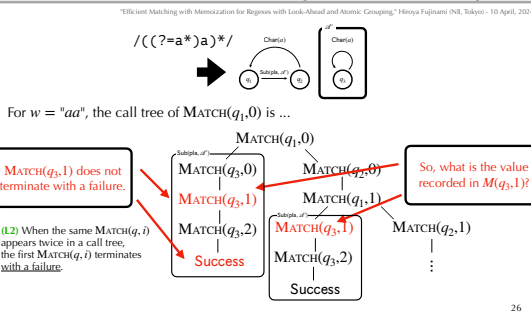 "Efficient Matching with Memoization for Regexes with Look-Ahead and Atomic Grouping," Hiroya Fujinami (NII, Tokyo) - 10 April, 2024
/((?=a*)a)*/
Char(a)
q₁
Sub(pla, 𝒜')
q₂
𝒜'
Char(a)
q₃
For w = "aa", the call tree of MATCH(q₁,0) is ...
MATCH(q₁,0)
Sub(pla, 𝒜')
MATCH(q₃,0)
MATCH(q₂,0)
MATCH(q₃,1)
MATCH(q₁,1)
MATCH(q₃,2)
Success
Sub(pla, 𝒜')
MATCH(q₃,1)
MATCH(q₂,1)
MATCH(q₃,2)
⋮
Success
MATCH(q₃,1) does not
terminate with a failure.
So, what is the value
recorded in M(q₃,1)?
(L2) When the same MATCH(q, i)
appears twice in a call tree,
the first MATCH(q, i) terminates
with a failure.
26